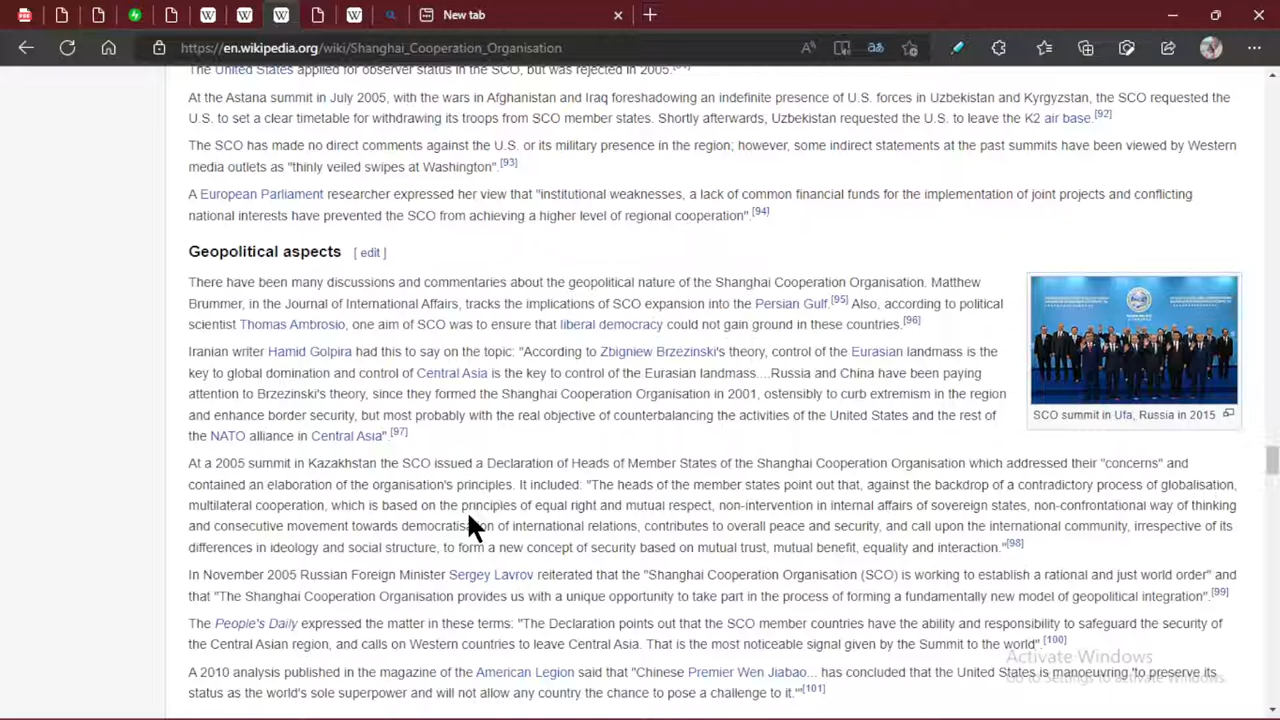 New tab
https://en.wikipedia.org/wiki/Shanghai_Cooperation_Organisation
The United States applied for observer status in the SCO, but was rejected in 2005.
At the Astana summit in July 2005, with the wars in Afghanistan and Iraq foreshadowing an indefinite presence of U.S. forces in Uzbekistan and Kyrgyzstan, the SCO requested the
U.S. to set a clear timetable for withdrawing its troops from SCO member states. Shortly afterwards, Uzbekistan requested the U.S. to leave the K2 air base.[92]
The SCO has made no direct comments against the U.S. or its military presence in the region; however, some indirect statements at the past summits have been viewed by Western
media outlets as "thinly veiled swipes at Washington".[93]
A European Parliament researcher expressed her view that "institutional weaknesses, a lack of common financial funds for the implementation of joint projects and conflicting
national interests have prevented the SCO from achieving a higher level of regional cooperation".[94]
Geopolitical aspects [ edit ]
There have been many discussions and commentaries about the geopolitical nature of the Shanghai Cooperation Organisation. Matthew
Brummer, in the Journal of International Affairs, tracks the implications of SCO expansion into the Persian Gulf.[95] Also, according to political
scientist Thomas Ambrosio, one aim of SCO was to ensure that liberal democracy could not gain ground in these countries.[96]
Iranian writer Hamid Golpira had this to say on the topic: "According to Zbigniew Brzezinski's theory, control of the Eurasian landmass is the
key to global domination and control of Central Asia is the key to control of the Eurasian landmass....Russia and China have been paying
attention to Brzezinski's theory, since they formed the Shanghai Cooperation Organisation in 2001, ostensibly to curb extremism in the region
and enhance border security, but most probably with the real objective of counterbalancing the activities of the United States and the rest of
the NATO alliance in Central Asia".[97]
SCO summit in Ufa, Russia in 2015
At a 2005 summit in Kazakhstan the SCO issued a Declaration of Heads of Member States of the Shanghai Cooperation Organisation which addressed their "concerns" and
contained an elaboration of the organisation's principles. It included: "The heads of the member states point out that, against the backdrop of a contradictory process of globalisation,
multilateral cooperation, which is based on the principles of equal right and mutual respect, non-intervention in internal affairs of sovereign states, non-confrontational way of thinking
and consecutive movement towards democratisation of international relations, contributes to overall peace and security, and call upon the international community, irrespective of its
differences in ideology and social structure, to form a new concept of security based on mutual trust, mutual benefit, equality and interaction."[98]
In November 2005 Russian Foreign Minister Sergey Lavrov reiterated that the "Shanghai Cooperation Organisation (SCO) is working to establish a rational and just world order" and
that "The Shanghai Cooperation Organisation provides us with a unique opportunity to take part in the process of forming a fundamentally new model of geopolitical integration".[99]
The People's Daily expressed the matter in these terms: "The Declaration points out that the SCO member countries have the ability and responsibility to safeguard the security of
the Central Asian region, and calls on Western countries to leave Central Asia. That is the most noticeable signal given by the Summit to the world".[100]
A 2010 analysis published in the magazine of the American Legion said that "Chinese Premier Wen Jiabao... has concluded that the United States is manoeuvring 'to preserve its
status as the world's sole superpower and will not allow any country the chance to pose a challenge to it.'"[101]
Activate Windows
Go to Settings to activate Windows.